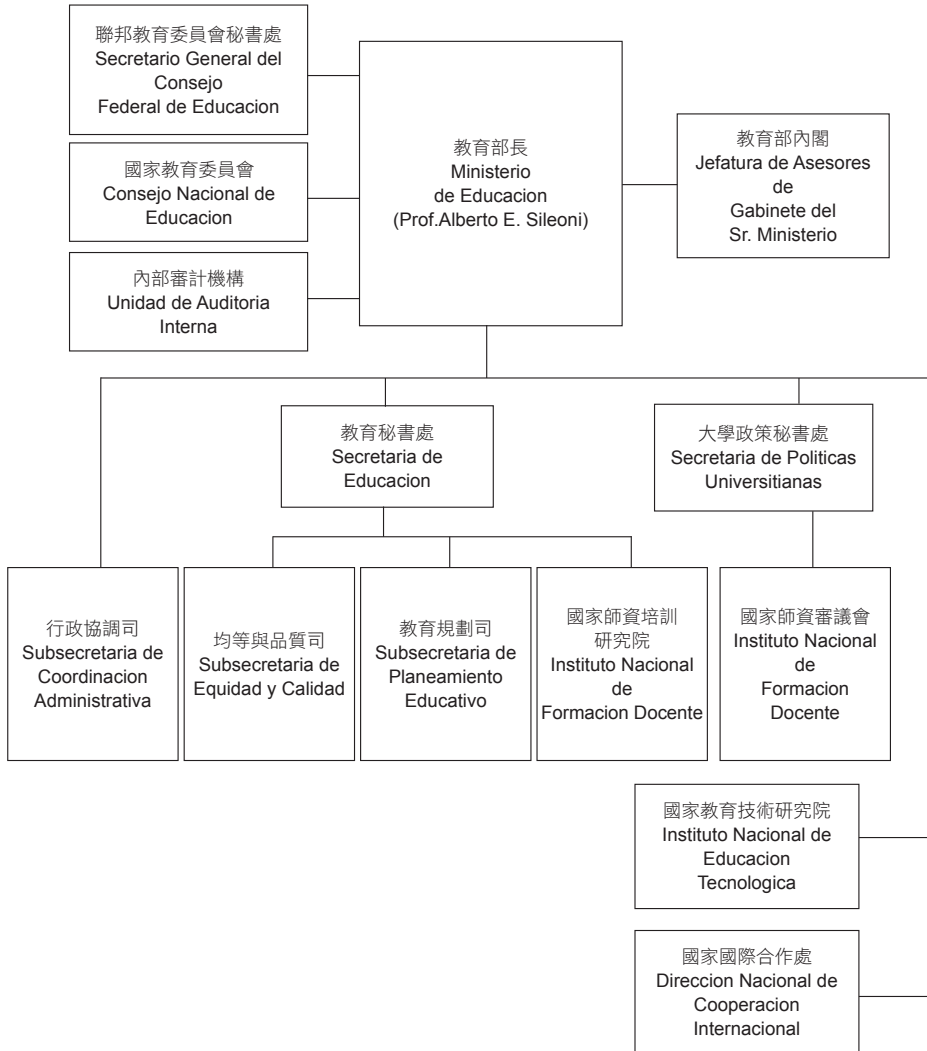 聯邦教育委員會秘書處
Secretario General del
Consejo
Federal de Educacion
國家教育委員會
Consejo Nacional de
Educacion
內部審計機構
Unidad de Auditoria
Interna
教育部長
Ministerio
de Educacion
(Prof.Alberto E. Sileoni)
教育部內閣
Jefatura de Asesores
de
Gabinete del
Sr. Ministerio
教育秘書處
Secretaria de
Educacion
大學政策秘書處
Secretaria de Politicas
Universitianas
行政協調司
Subsecretaria de
Coordinacion
Administrativa
均等與品質司
Subsecretaria de
Equidad y Calidad
教育規劃司
Subsecretaria de
Planeamiento
Educativo
國家師資培訓
研究院
Instituto Nacional
de
Formacion Docente
國家師資審議會
Instituto Nacional
de
Formacion
Docente
國家教育技術研究院
Instituto Nacional de
Educacion
Tecnologica
國家國際合作處
Direccion Nacional de
Cooperacion
Internacional